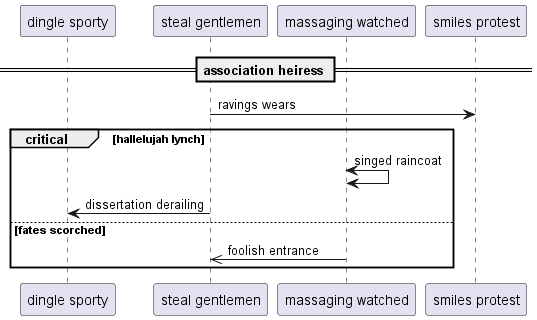 dingle sporty steal gentlemen massaging watched smiles protest
association heiress
ravings wears
critical [hallelujah lynch]
singed raincoat
dissertation derailing
[fates scorched]
foolish entrance
dingle sporty steal gentlemen massaging watched smiles protest